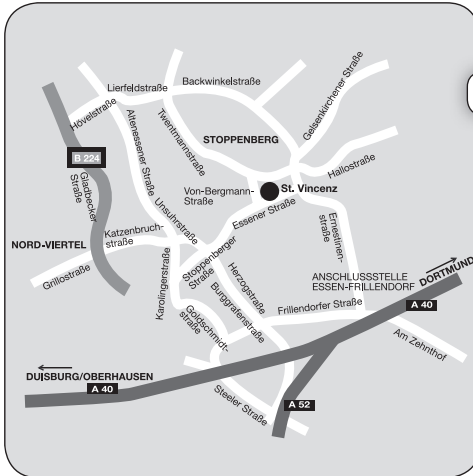 Backwinkelstraße
Lierfeldstraße
Gelsenkirchener Straße
Hövelstraße
Altenessener Straße
Twentmannstraße
STOPPENBERG
B 224
Gladbecker
Straße
Hallostraße
Von-Bergmann-
Straße
St. Vincenz
Unsuhrstraße
Essener Straße
Ernestinen-
straße
Katzenbruch-
straße
NORD-VIERTEL
Grillostraße
Karolingerstraße
Stoppenberger
Straße
Herzogstraße
Bunggrafenstraße
ANSCHLUSSSTELLE
ESSEN-FRILLENDORF
DORTMUND
A 40
Frillendorfer Straße
Goldschmidt-
straße
Am Zehnthof
DUISBURG/OBERHAUSEN
A 40
Steeler Straße
A 52